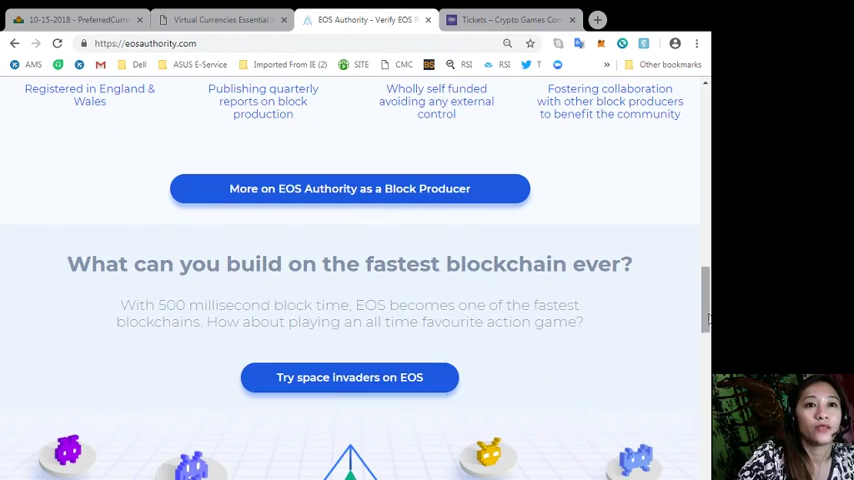 10-15-2018 - PreferredCurre
Virtual Currencies Essential
EOS Authority - Verify EOS R
Tickets – Crypto Games Con
https://eosauthority.com
AMS
Dell
ASUS E-Service
Imported From IE (2)
SITE
CMC
BS
RSI
RSI
T
»
Other bookmarks
Registered in England &
Wales
Publishing quarterly
reports on block
production
Wholly self funded
avoiding any external
control
Fostering collaboration
with other block producers
to benefit the community
More on EOS Authority as a Block Producer
What can you build on the fastest blockchain ever?
With 500 millisecond block time, EOS becomes one of the fastest
blockchains. How about playing an all time favourite action game?
Try space invaders on EOS